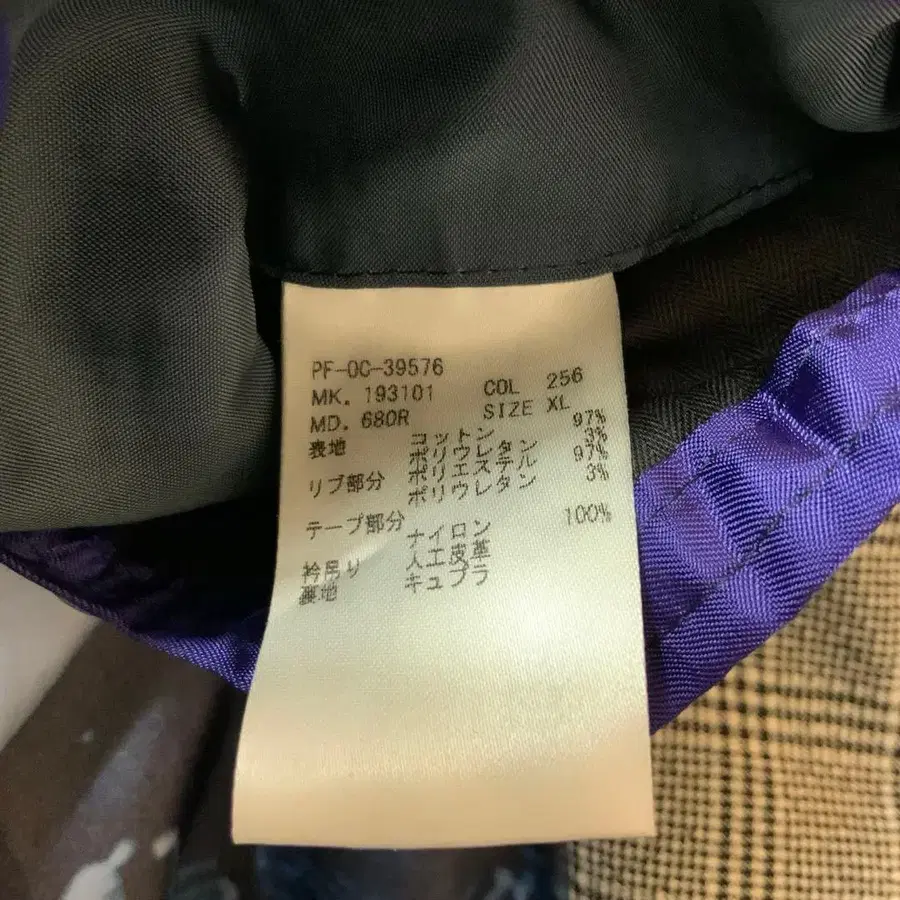 PF-OC-39576
MK. 193101 COL 256
MD. 680R SIZE XL
表地 コットン 97%
ポリウレタン 3%
リブ部分 ポリエステル 97%
ポリウレタン 3%
テープ部分
ナイロン 100%
衿吊り 人工皮革
裏地 キュプラ